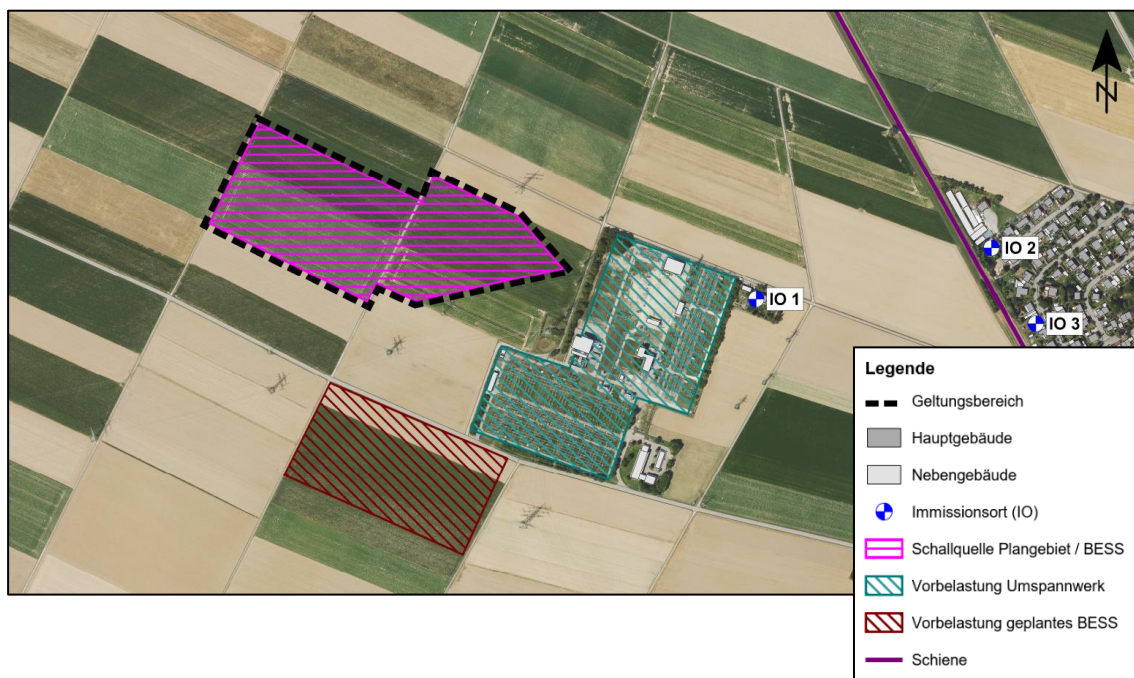 N
IO 2
IO 1
IO 3
Legende
Geltungsbereich
Hauptgebäude
Nebengebäude
Immissionsort (IO)
Schallquelle Plangebiet / BESS
Vorbelastung Umspannwerk
Vorbelastung geplantes BESS
Schiene